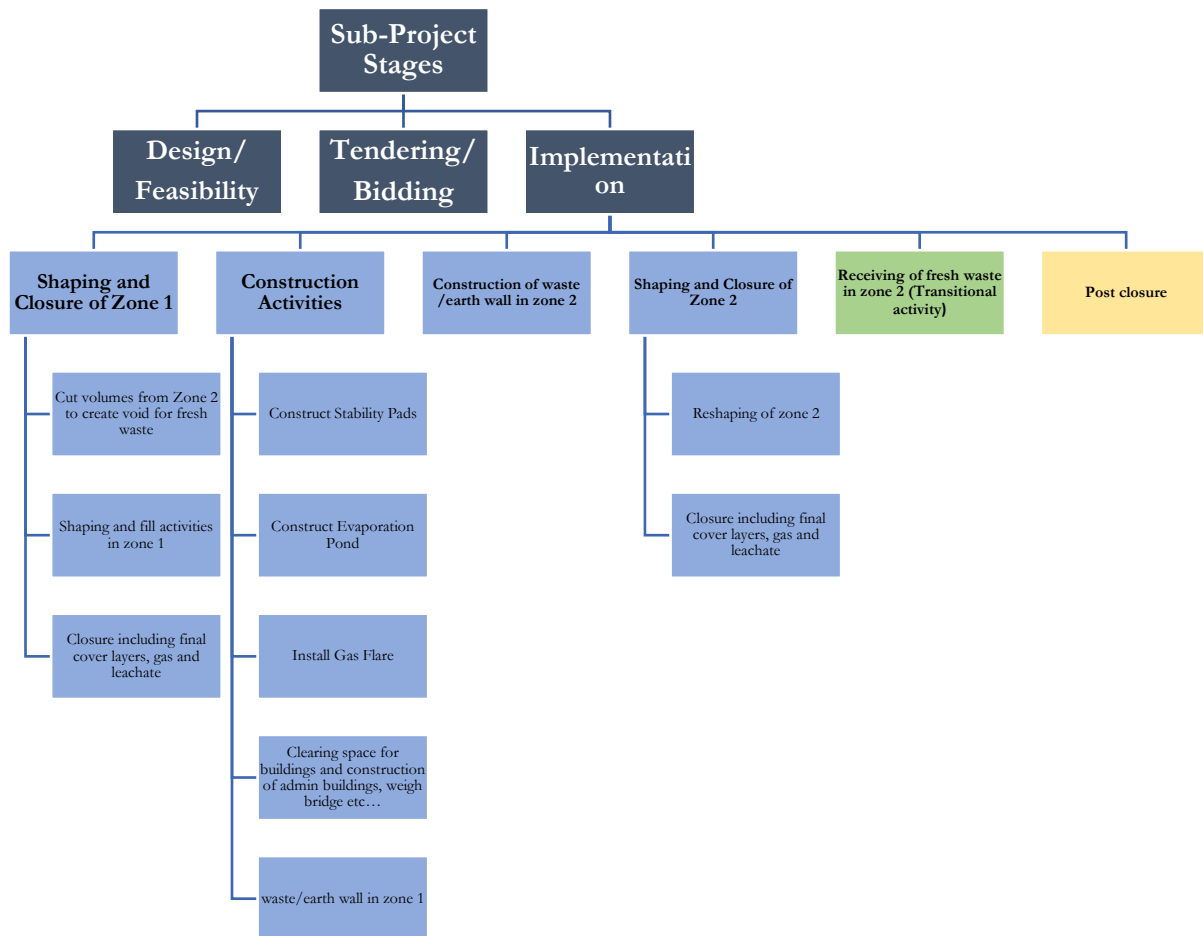 Sub-Project
Stages
Design/
Feasibility
Tendering/
Bidding
Implementati
on
Shaping and
Closure of Zone 1
Construction
Activities
Construction of waste
/earth wall in zone 2
Shaping and Closure of
Zone 2
Receiving of fresh waste
in zone 2 (Transitional
activity)
Post closure
Cut volumes from Zone 2
to create void for fresh
waste
Shaping and fill activities
in zone 1
Closure including final
cover layers, gas and
leachate
Construct Stability Pads
Construct Evaporation
Pond
Install Gas Flare
Clearing space for
buildings and construction
of admin buildings, weigh
bridge etc…
waste/earth wall in zone 1
Reshaping of zone 2
Closure including final
cover layers, gas and
leachate